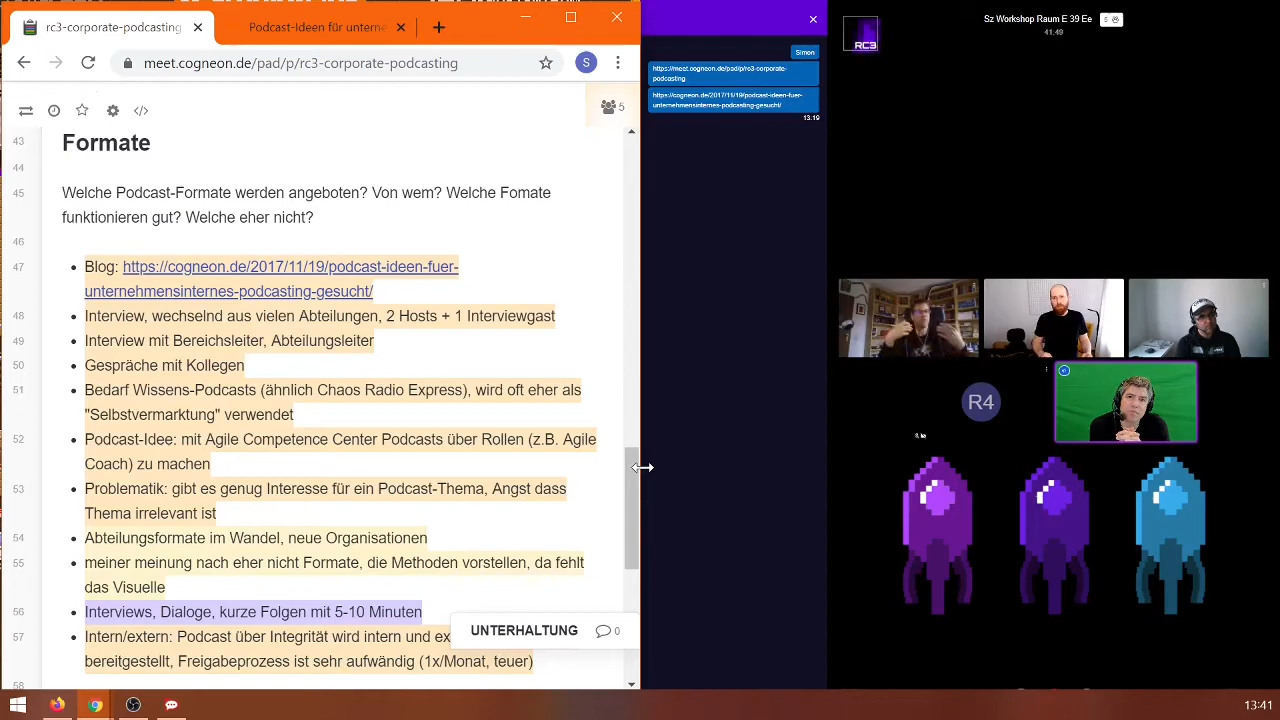 rc3-corporate-podcasting
Podcast-Ideen für unterne
meet.cogneon.de/pad/p/rc3-corporate-podcasting
S
5
43
Formate
44
45
Welche Podcast-Formate werden angeboten? Von wem? Welche Fomate
funktionieren gut? Welche eher nicht?
46
47
Blog: https://cogneon.de/2017/11/19/podcast-ideen-fuer-
unternehmensinternes-podcasting-gesucht/
48
Interview, wechselnd aus vielen Abteilungen, 2 Hosts + 1 Interviewgast
49
Interview mit Bereichsleiter, Abteilungsleiter
50
Gespräche mit Kollegen
51
Bedarf Wissens-Podcasts (ähnlich Chaos Radio Express), wird oft eher als
"Selbstvermarktung" verwendet
52
Podcast-Idee: mit Agile Competence Center Podcasts über Rollen (z.B. Agile
Coach) zu machen
53
Problematik: gibt es genug Interesse für ein Podcast-Thema, Angst dass
Thema irrelevant ist
54
Abteilungsformate im Wandel, neue Organisationen
55
meiner meinung nach eher nicht Formate, die Methoden vorstellen, da fehlt
das Visuelle
56
Interviews, Dialoge, kurze Folgen mit 5-10 Minuten
57
Intern/extern: Podcast über Integrität wird intern und ex
bereitgestellt, Freigabeprozess ist sehr aufwändig (1x/Monat, teuer)
58
UNTERHALTUNG 0
Simon
https://meet.cogneon.de/pad/p/rc3-corporate-
podcasting
https://cogneon.de/2017/11/19/podcast-ideen-fuer-
unternehmensinternes-podcasting-gesucht/
13:19
RC3
Sz Workshop Raum E 39 Ee
5
41:49
R4
13:41